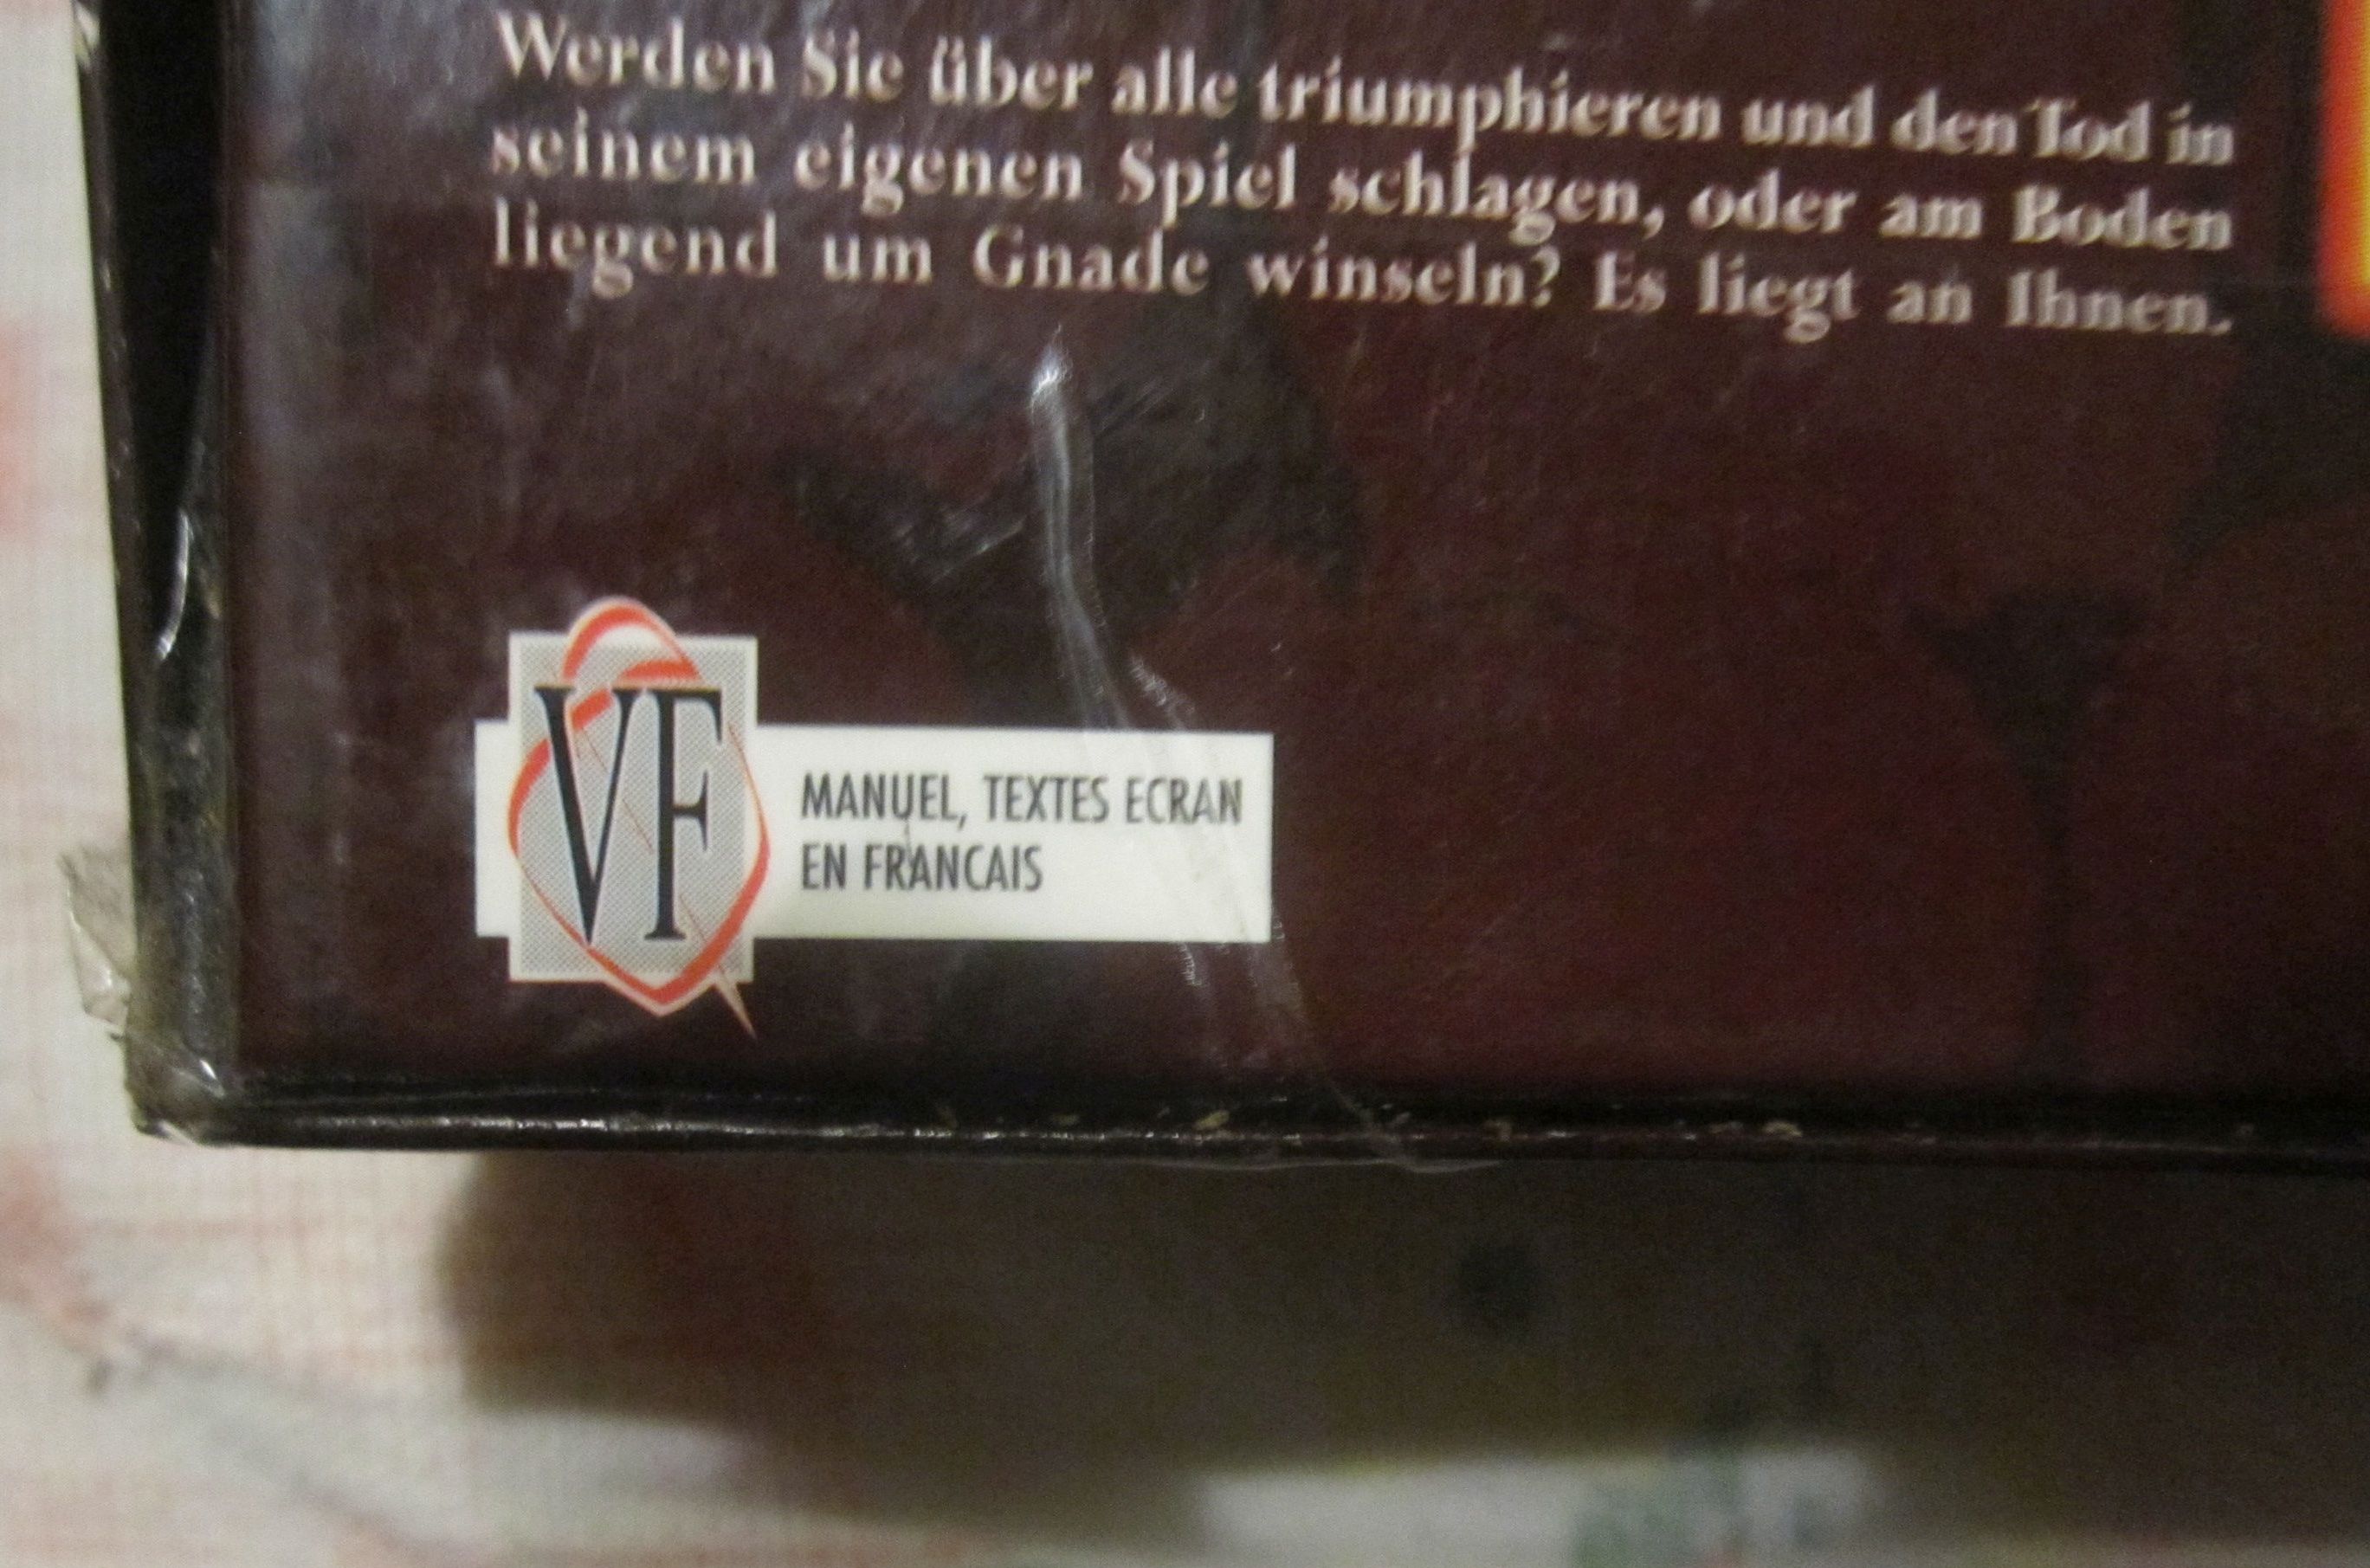 Werden Sie über alle triumphieren und den Tod in
seinem eigenen Spiel schlagen, oder am Boden
liegend um Gnade winseln? Es liegt an Ihnen.
VF
MANUEL, TEXTES ECRAN
EN FRANCAIS